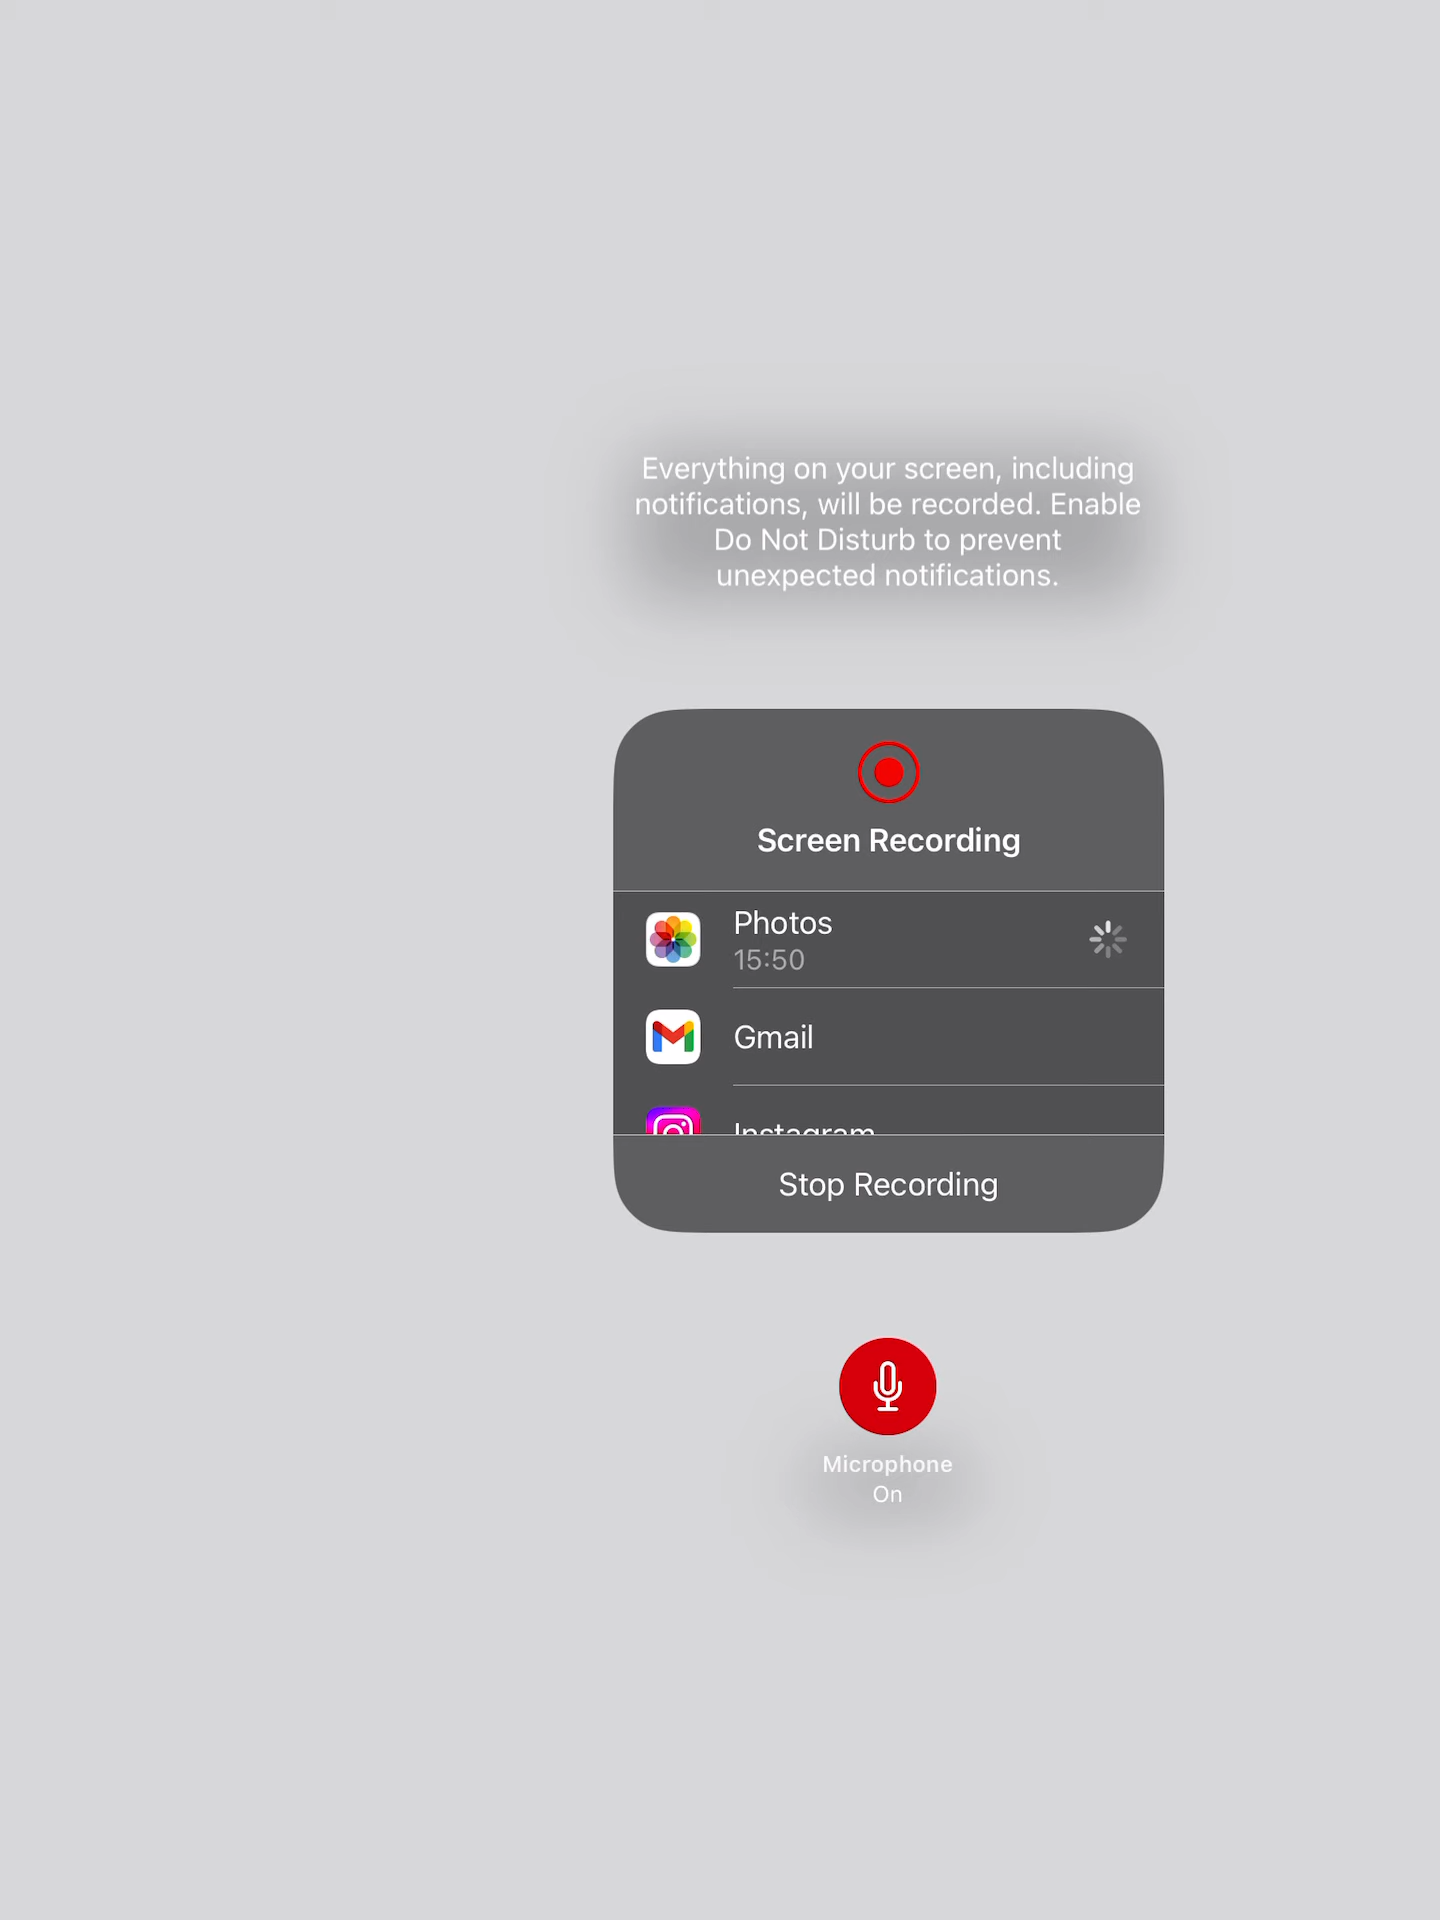 Everything on your screen, including
notifications, will be recorded. Enable
Do Not Disturb to prevent
unexpected notifications.
Screen Recording
Photos
15:50
Gmail
Instagram
Stop Recording
Microphone
On